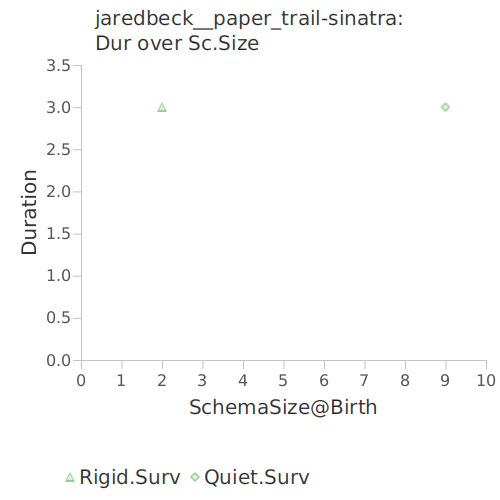 jaredbeck__paper_trail-sinatra:
Dur over Sc.Size
3.5
3.0
2.5
2.0
1.5
1.0
0.5
0.0
Duration
0 1 2 3 4 5 6 7 8 9 10
SchemaSize@Birth
Rigid.Surv Quiet.Surv